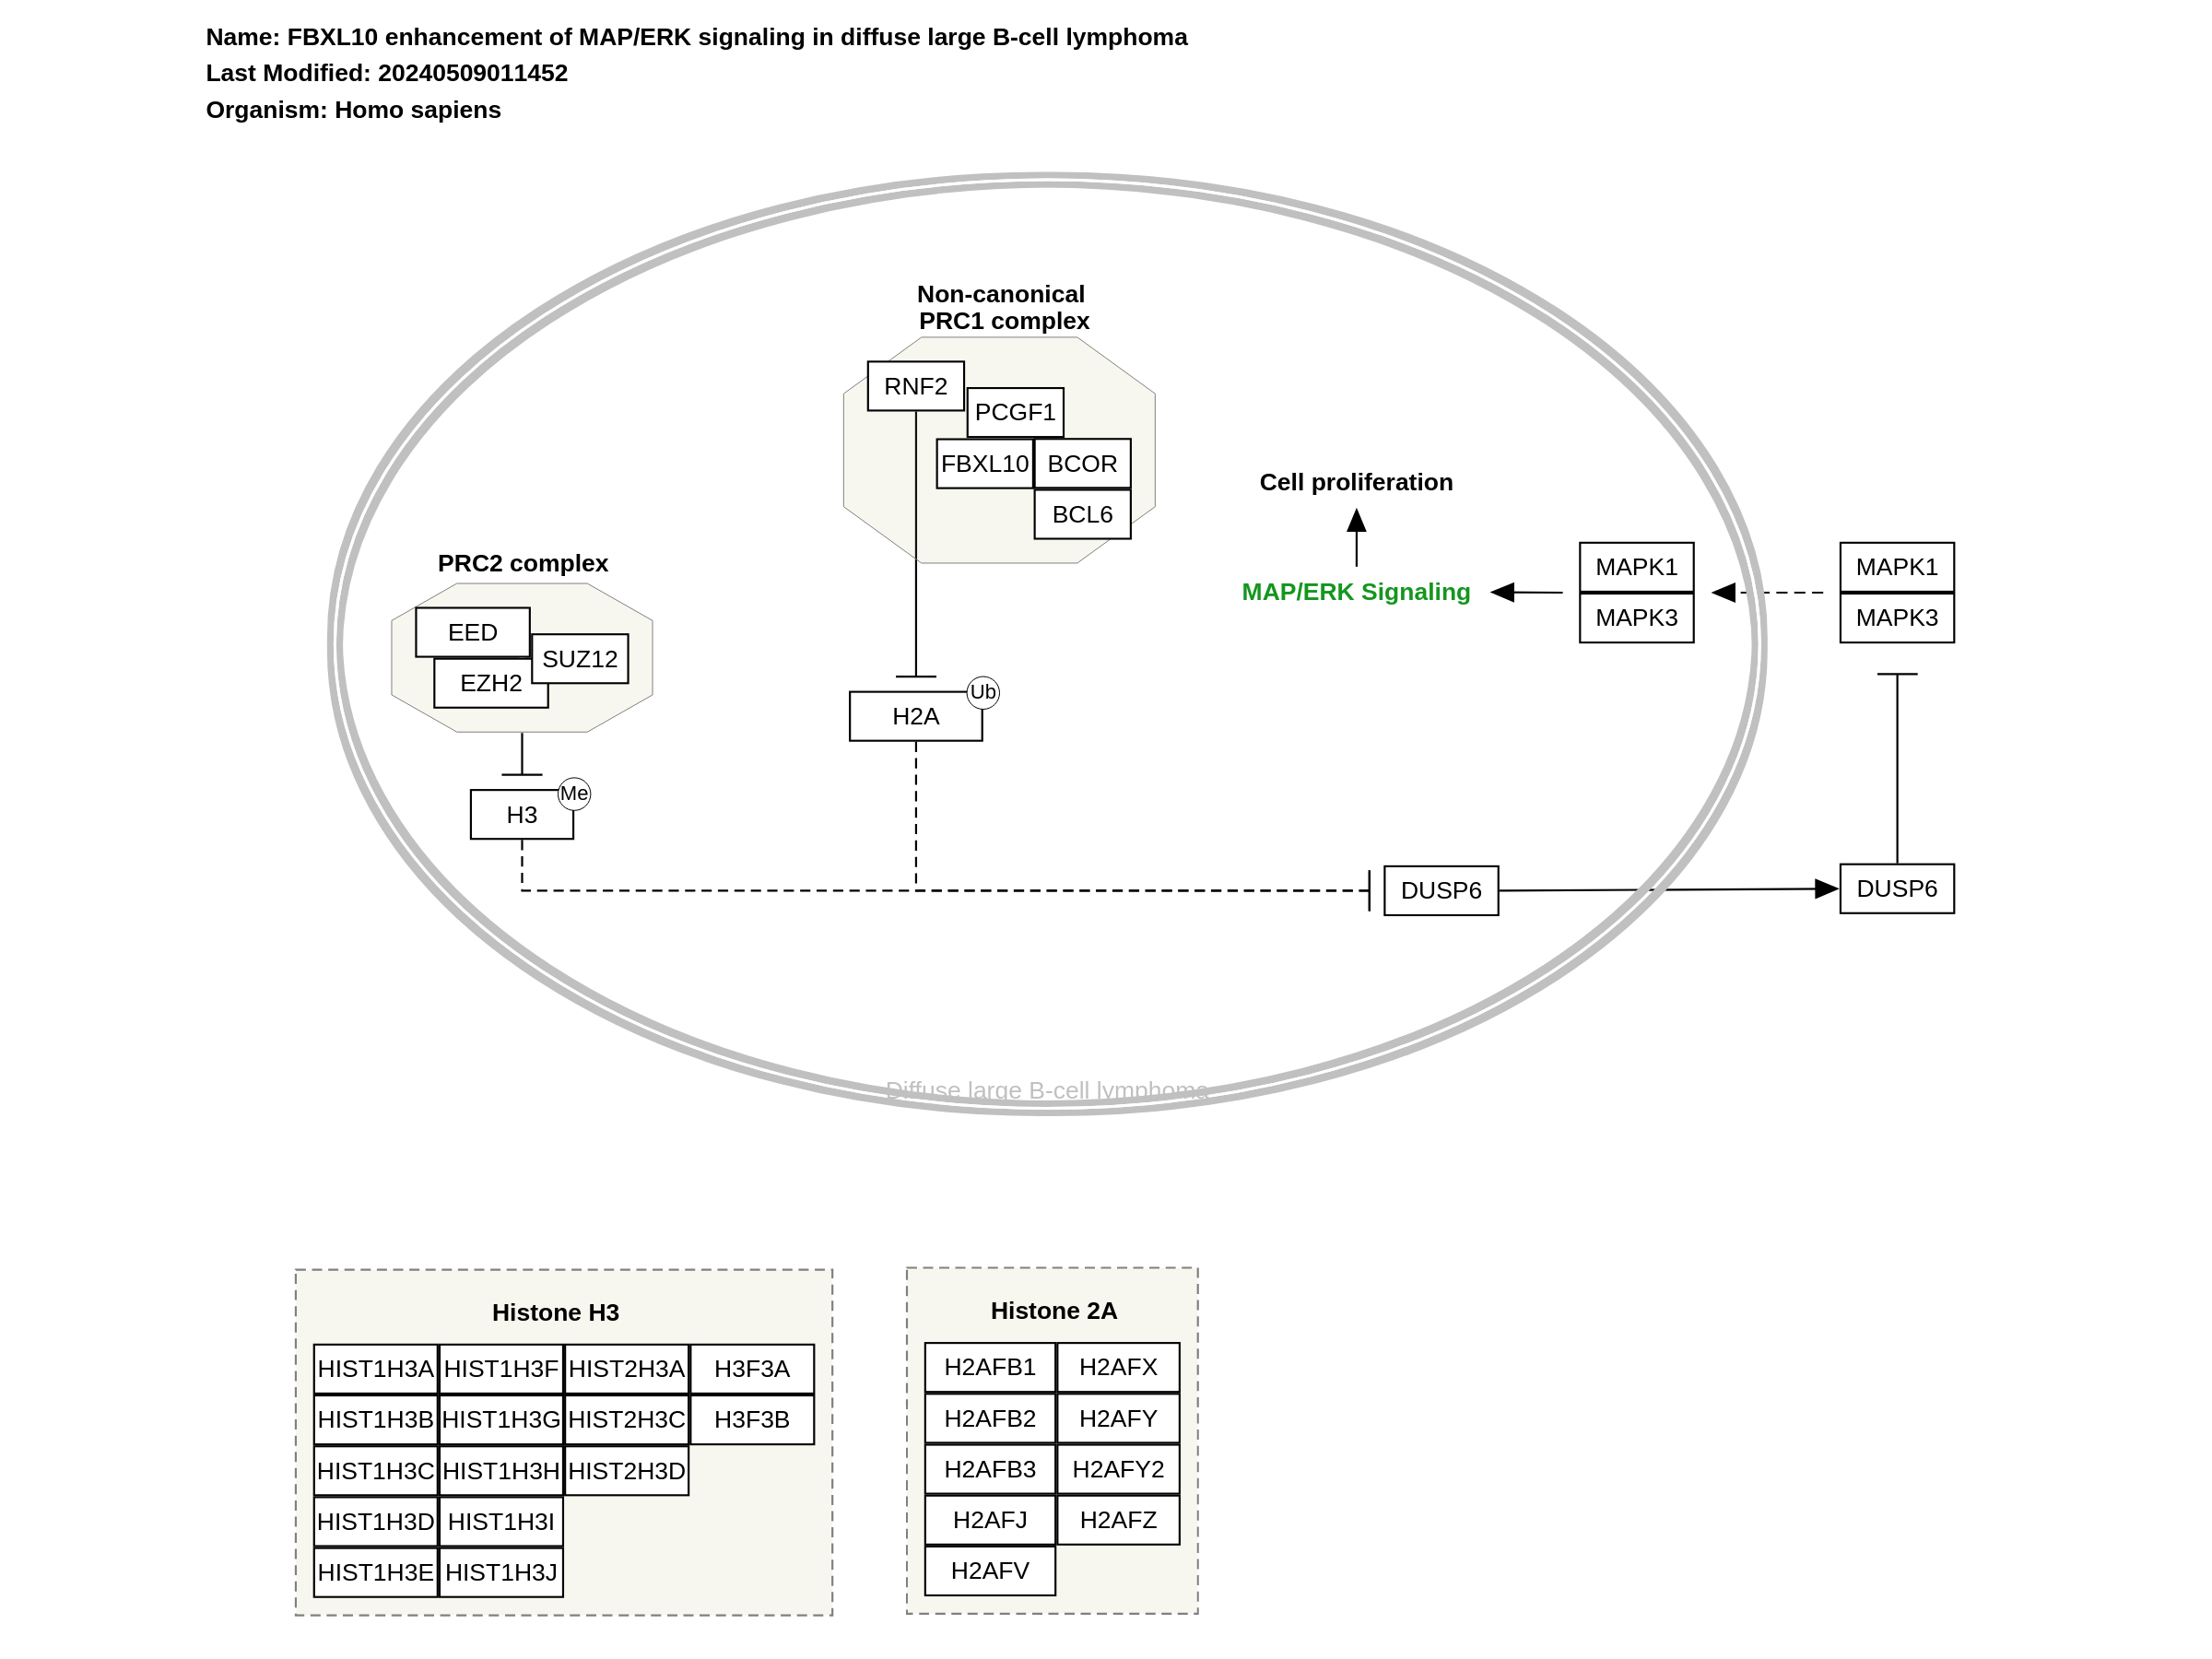 Name: FBXL10 enhancement of MAP/ERK signaling in diffuse large B-cell lymphoma
Last Modified: 20240509011452
Organism: Homo sapiens
Non-canonical
PRC1 complex
RNF2
PCGF1
FBXL10
BCOR
BCL6
Cell proliferation
MAP/ERK Signaling
MAPK1
MAPK3
MAPK1
MAPK3
PRC2 complex
EED
SUZ12
EZH2
H2A
Ub
H3
Me
DUSP6
DUSP6
Diffuse large B-cell lymphoma
Histone H3
HIST1H3A HIST1H3F HIST2H3A H3F3A
HIST1H3B HIST1H3G HIST2H3C H3F3B
HIST1H3C HIST1H3H HIST2H3D
HIST1H3D HIST1H3I
HIST1H3E HIST1H3J
Histone 2A
H2AFB1 H2AFX
H2AFB2 H2AFY
H2AFB3 H2AFY2
H2AFJ H2AFZ
H2AFV